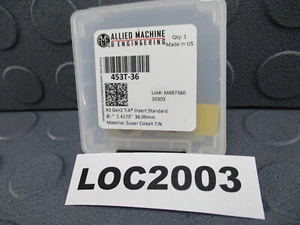 ALLIED MACHINE
& ENGINEERING
Qty: 1
Made in US
453T-36
Lot#: M897360
20303
#3 Gen2 T-A® Insert Standard
Ø: " 1.4173" 36.00mm
Material: Super Cobalt TiN
LOC2003